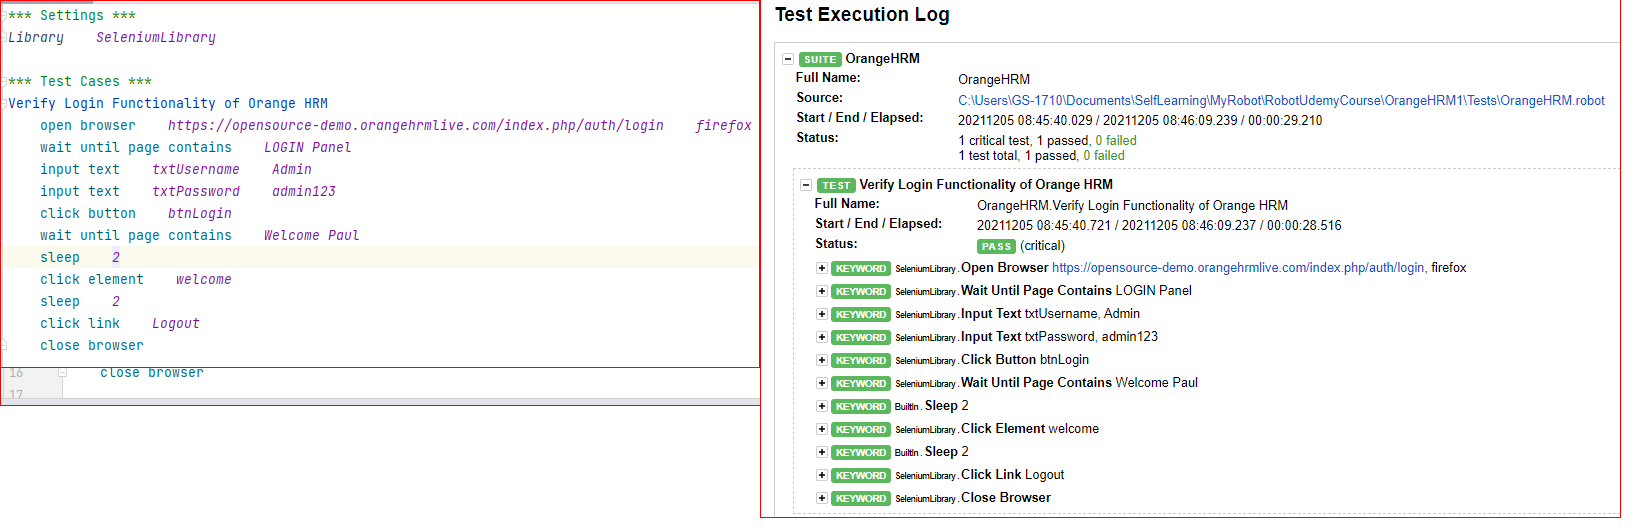 *** Settings ***
Library    SeleniumLibrary
*** Test Cases ***
Verify Login Functionality of Orange HRM
open browser    https://opensource-demo.orangehrmlive.com/index.php/auth/login    firefox
wait until page contains    LOGIN Panel
input text    txtUsername    Admin
input text    txtPassword    admin123
click button    btnLogin
wait until page contains    Welcome Paul
sleep    2
click element    welcome
sleep    2
click link    Logout
close browser
16    close browser
17
Test Execution Log
SUITE OrangeHRM
Full Name: OrangeHRM
Source: C:\Users\GS-1710\Documents\SelfLearning\MyRobot\RobotUdemyCourse\OrangeHRM1\Tests\OrangeHRM.robot
Start / End / Elapsed: 20211205 08:45:40.029 / 20211205 08:46:09.239 / 00:00:29.210
Status: 1 critical test, 1 passed, 0 failed
1 test total, 1 passed, 0 failed
TEST Verify Login Functionality of Orange HRM
Full Name: OrangeHRM.Verify Login Functionality of Orange HRM
Start / End / Elapsed: 20211205 08:45:40.721 / 20211205 08:46:09.237 / 00:00:28.516
Status: PASS (critical)
KEYWORD SeleniumLibrary.Open Browser https://opensource-demo.orangehrmlive.com/index.php/auth/login, firefox
KEYWORD SeleniumLibrary.Wait Until Page Contains LOGIN Panel
KEYWORD SeleniumLibrary.Input Text txtUsername, Admin
KEYWORD SeleniumLibrary.Input Text txtPassword, admin123
KEYWORD SeleniumLibrary.Click Button btnLogin
KEYWORD SeleniumLibrary.Wait Until Page Contains Welcome Paul
KEYWORD BuiltIn.Sleep 2
KEYWORD SeleniumLibrary.Click Element welcome
KEYWORD BuiltIn.Sleep 2
KEYWORD SeleniumLibrary.Click Link Logout
KEYWORD SeleniumLibrary.Close Browser